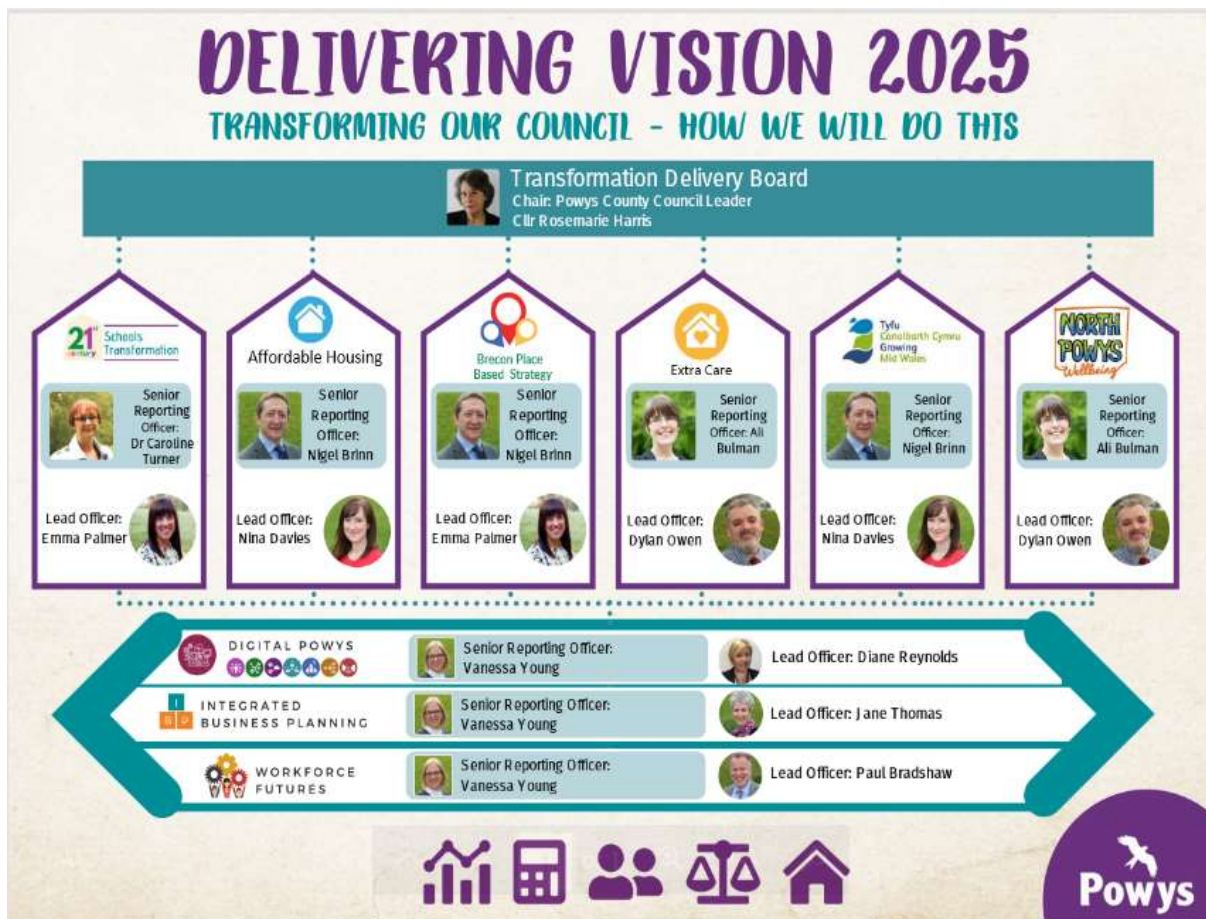 DELIVERING VISION 2025
TRANSFORMING OUR COUNCIL - HOW WE WILL DO THIS
Transformation Delivery Board
Chair: Powys County Council Leader
Cllr Rosemarie Harris
21st century
Schools
Transformation
Senior
Reporting
Officer:
Dr Caroline
Turner
Lead Officer:
Emma Palmer
Affordable Housing
Senior
Reporting
Officer:
Nigel Brinn
Lead Officer:
Nina Davies
Brecon Place
Based Strategy
Senior
Reporting
Officer:
Nigel Brinn
Lead Officer:
Emma Palmer
Extra Care
Senior
Reporting
Officer: Ali
Bulman
Lead Officer:
Dylan Owen
Tyfu
Canolbarth Cymru
Growing
Mid Wales
Senior
Reporting
Officer:
Nigel Brinn
Lead Officer:
Nina Davies
NORTH
POWYS
Wellbeing
Senior
Reporting
Officer:
Ali Bulman
Lead Officer:
Dylan Owen
DIGITAL POWYS
Senior Reporting Officer:
Vanessa Young
Lead Officer: Diane Reynolds
I
B P
INTEGRATED
BUSINESS PLANNING
Senior Reporting Officer:
Vanessa Young
Lead Officer: Jane Thomas
WORKFORCE
FUTURES
Senior Reporting Officer:
Vanessa Young
Lead Officer: Paul Bradshaw
Powys